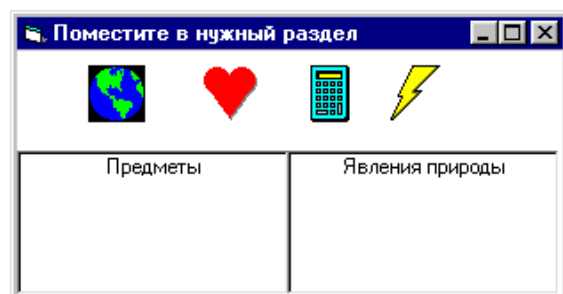 Поместите в нужный раздел
Предметы
Явления природы